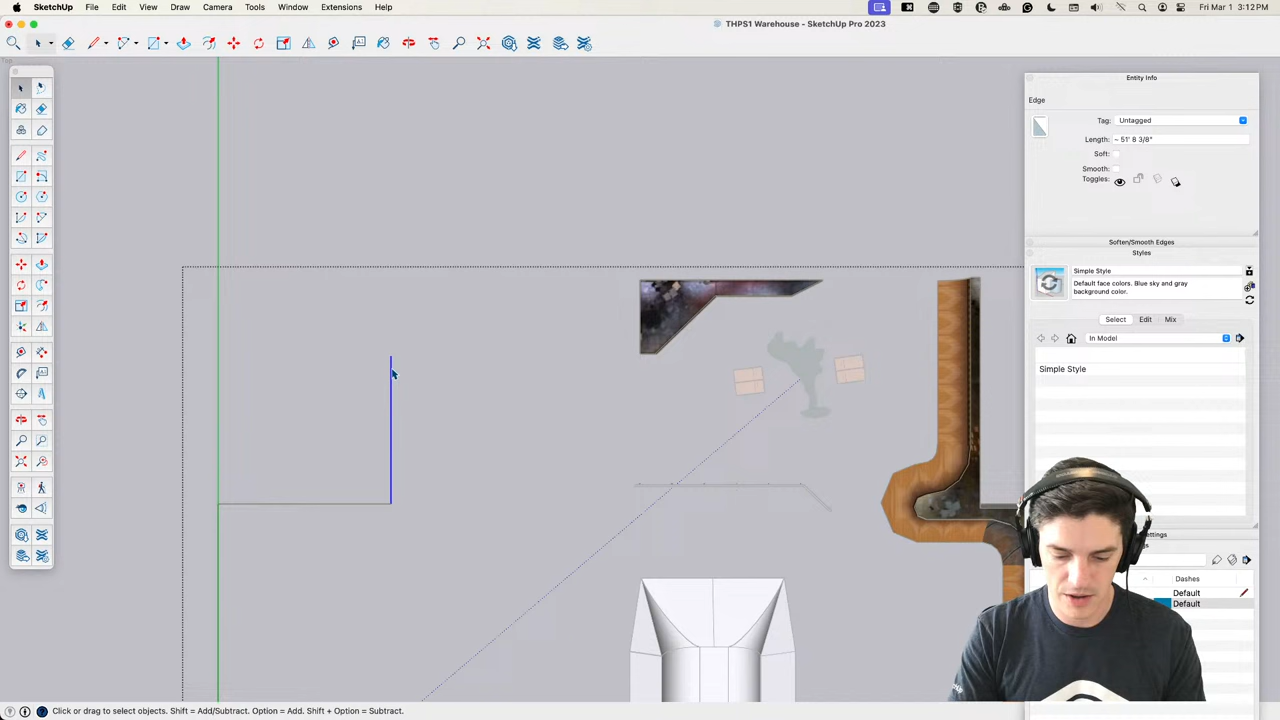 SketchUp File Edit View Draw Camera Tools Window Extensions Help Fri Mar 1 3:12 PM
THPS1 Warehouse - SketchUp Pro 2023
Top
Entity Info
Edge
Tag: Untagged
Length: ~ 51' 8 3/8"
Soft:
Smooth:
Toggles:
Soften/Smooth Edges
Styles
Simple Style
Default face colors. Blue sky and gray
background color.
Select Edit Mix
In Model
Simple Style
Dashes
Default
Default
Click or drag to select objects. Shift = Add/Subtract. Option = Add. Shift + Option = Subtract.